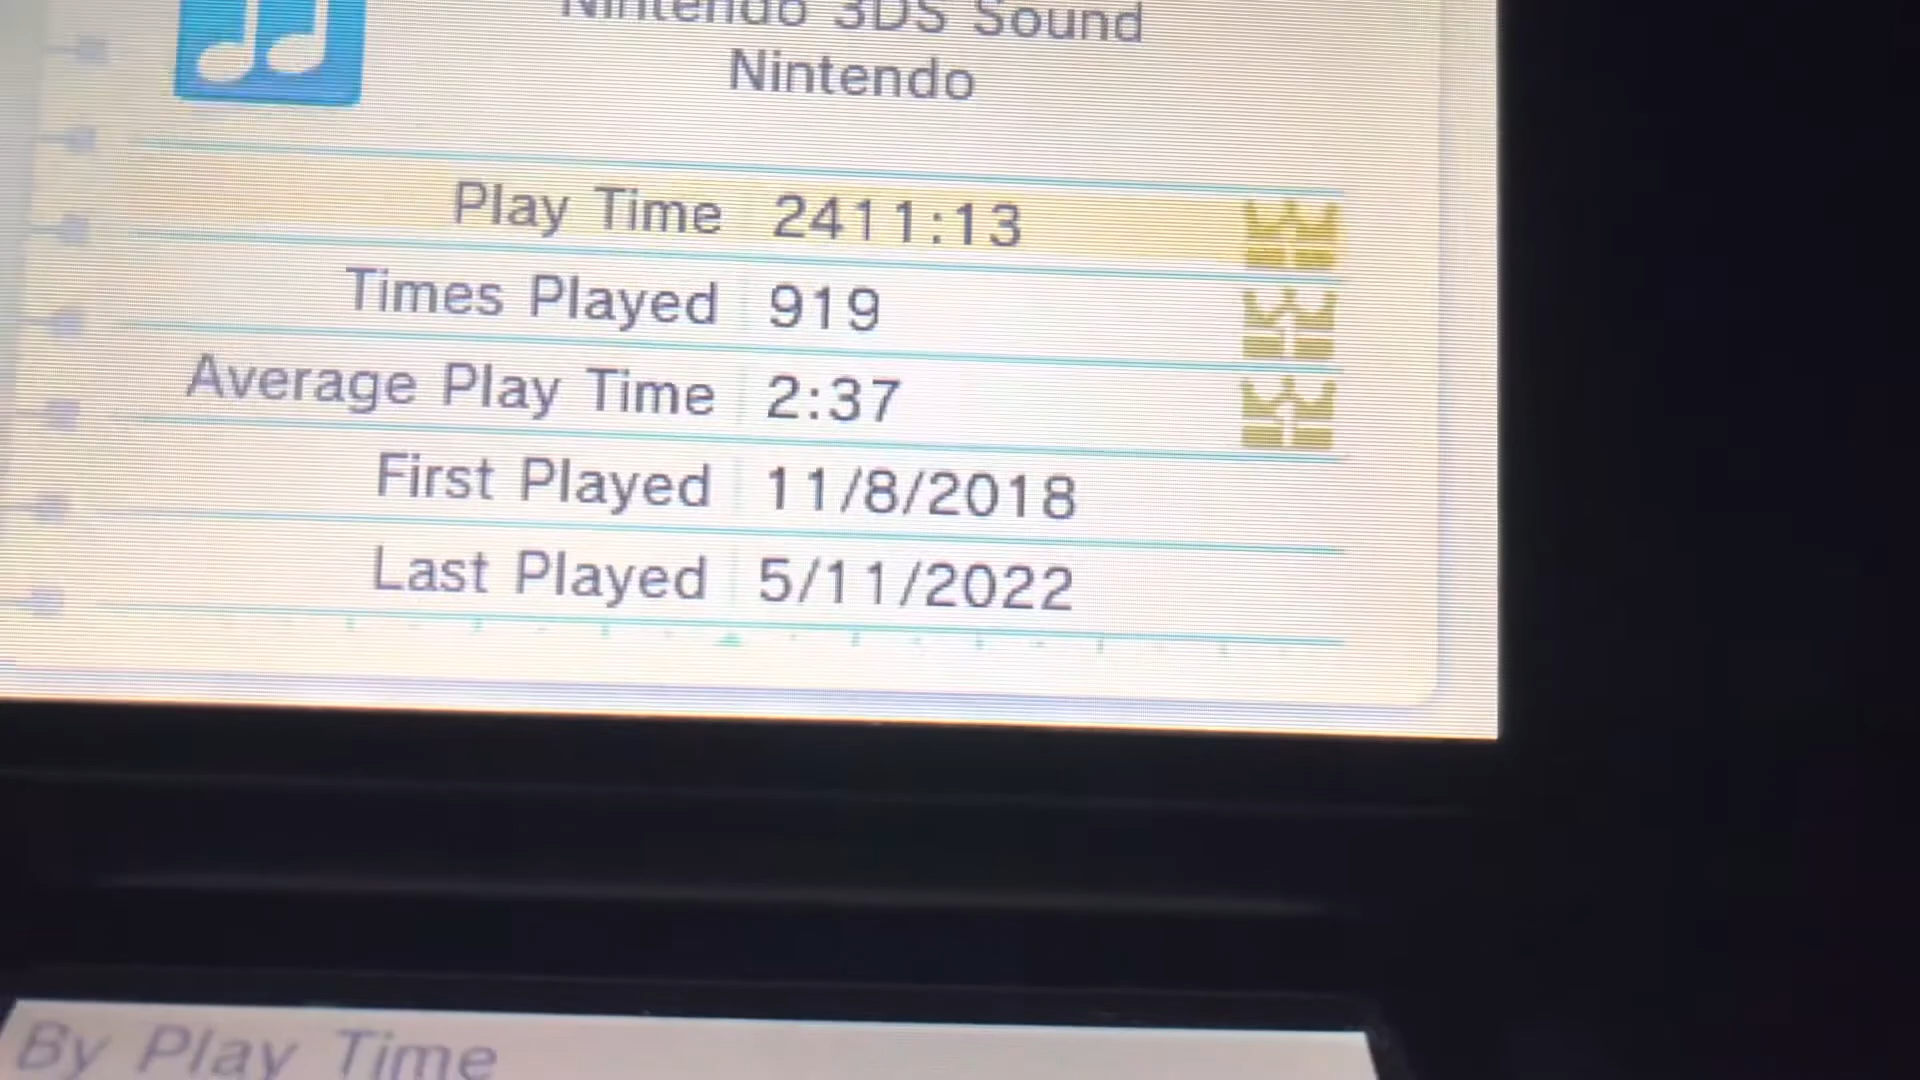 Nintendo 3DS Sound
Nintendo
Play Time 2411:13
Times Played 919
Average Play Time 2:37
First Played 11/8/2018
Last Played 5/11/2022
By Play Time